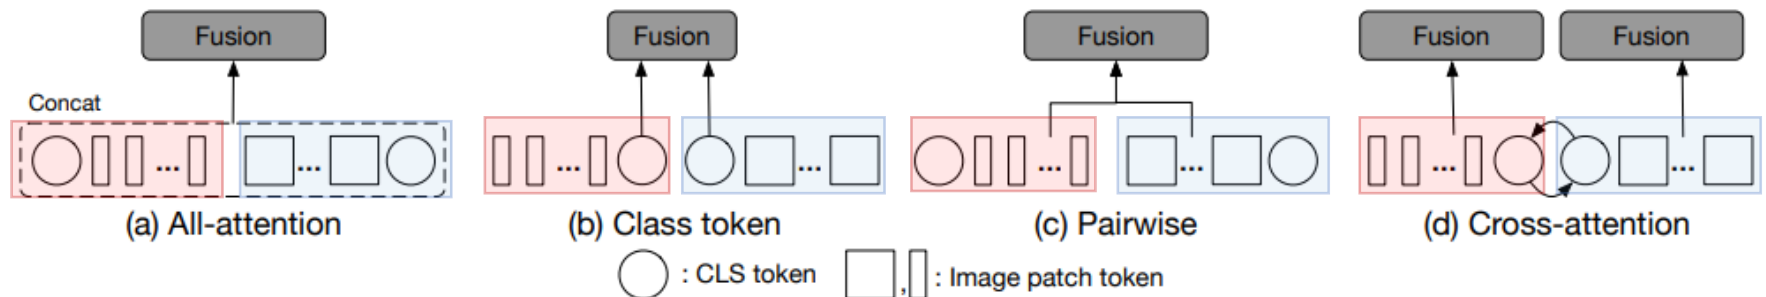 Fusion
Fusion
Fusion
Fusion
Fusion
Concat
...
...
...
...
...
...
...
...
(a) All-attention
(b) Class token
(c) Pairwise
(d) Cross-attention
: CLS token
, : Image patch token